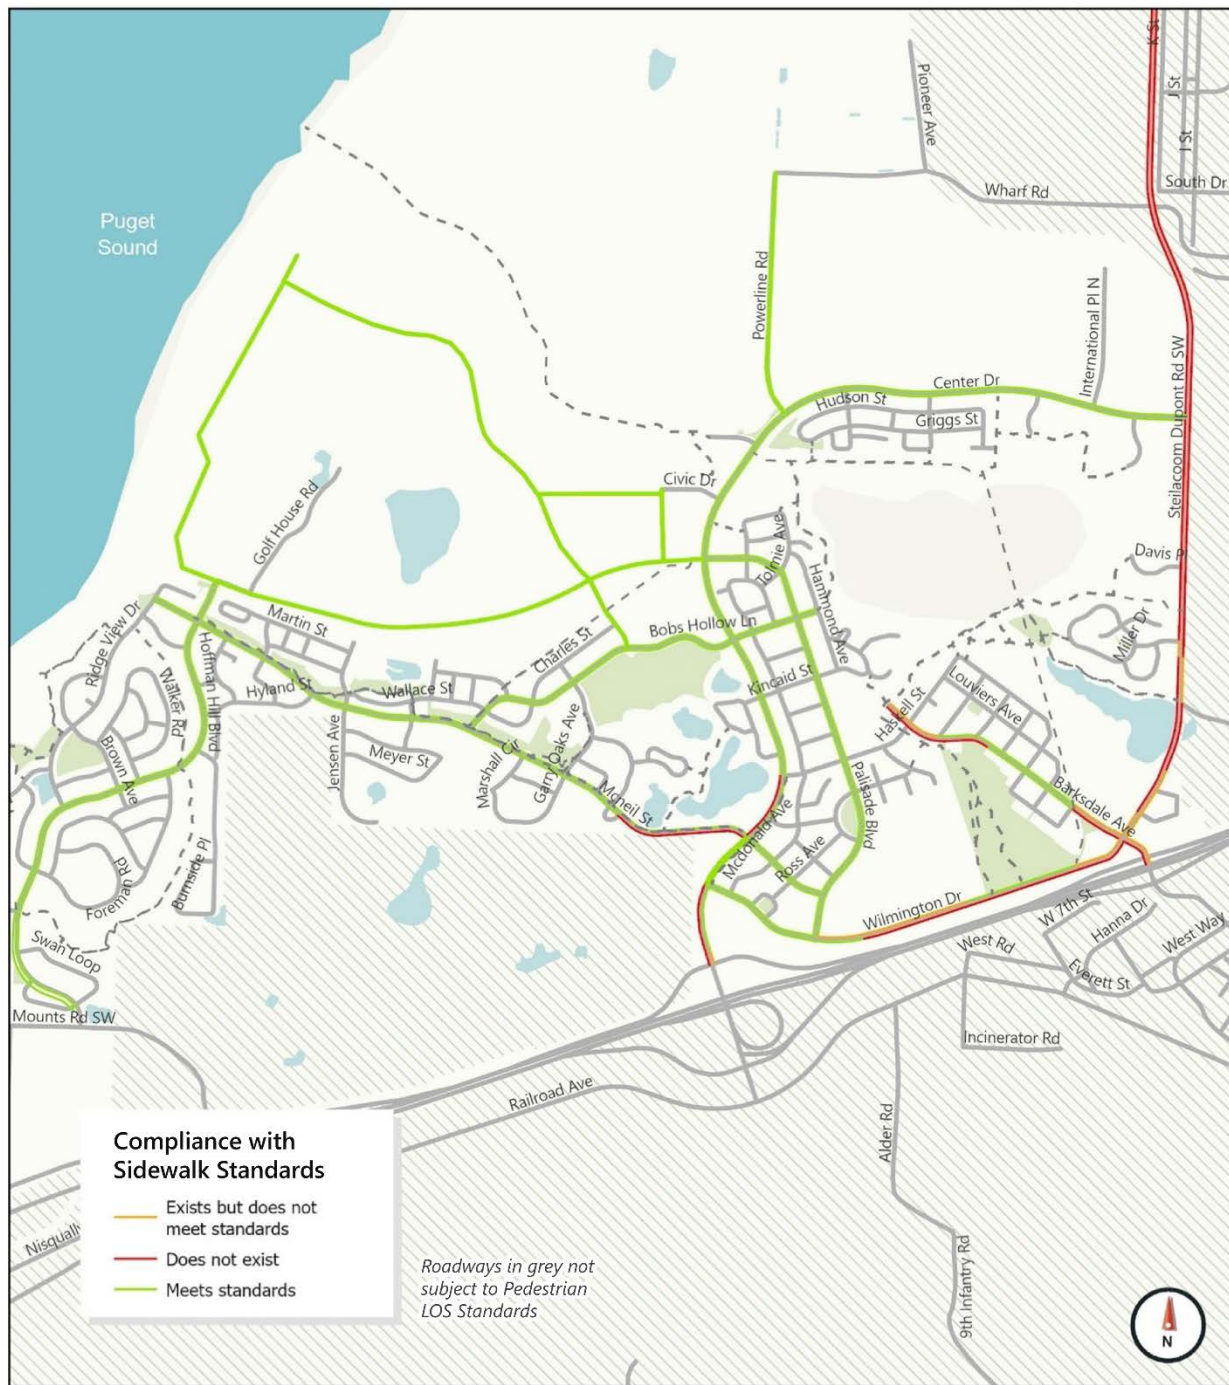 K St
J St
I St
Pioneer Ave
South Dr
Wharf Rd
Puget
Sound
Powerline Rd
International Pl N
Steilacoom Dupont Rd SW
Center Dr
Hudson St
Griggs St
Civic Dr
Golf House Rd
Tolmie Ave
Hammond Ave
Davis P
Ridge View Dr
Martin St
Bobs Hollow Ln
Charles St
Miller Dr
Hoffman Hill Blvd
Walker Rd
Hyland St
Wallace St
Kincaid St
Louviers Ave
Haskell St
Brown Ave
Jensen Ave
Meyer St
Marshall Cir
Garry Oaks Ave
Mcneil St
Palisade Blvd
Barksdale Ave
Mcdonald Ave
Ross Ave
Burnside Pl
Foreman Rd
Wilmington Dr
W 7th St
Hanna Dr
West Way
West Rd
Everett St
Swan Loop
Mounts Rd SW
Incinerator Rd
Railroad Ave
Alder Rd
Nisqually
9th Infantry Rd
Compliance with
Sidewalk Standards
Exists but does not
meet standards
Does not exist
Meets standards
Roadways in grey not
subject to Pedestrian
LOS Standards
N